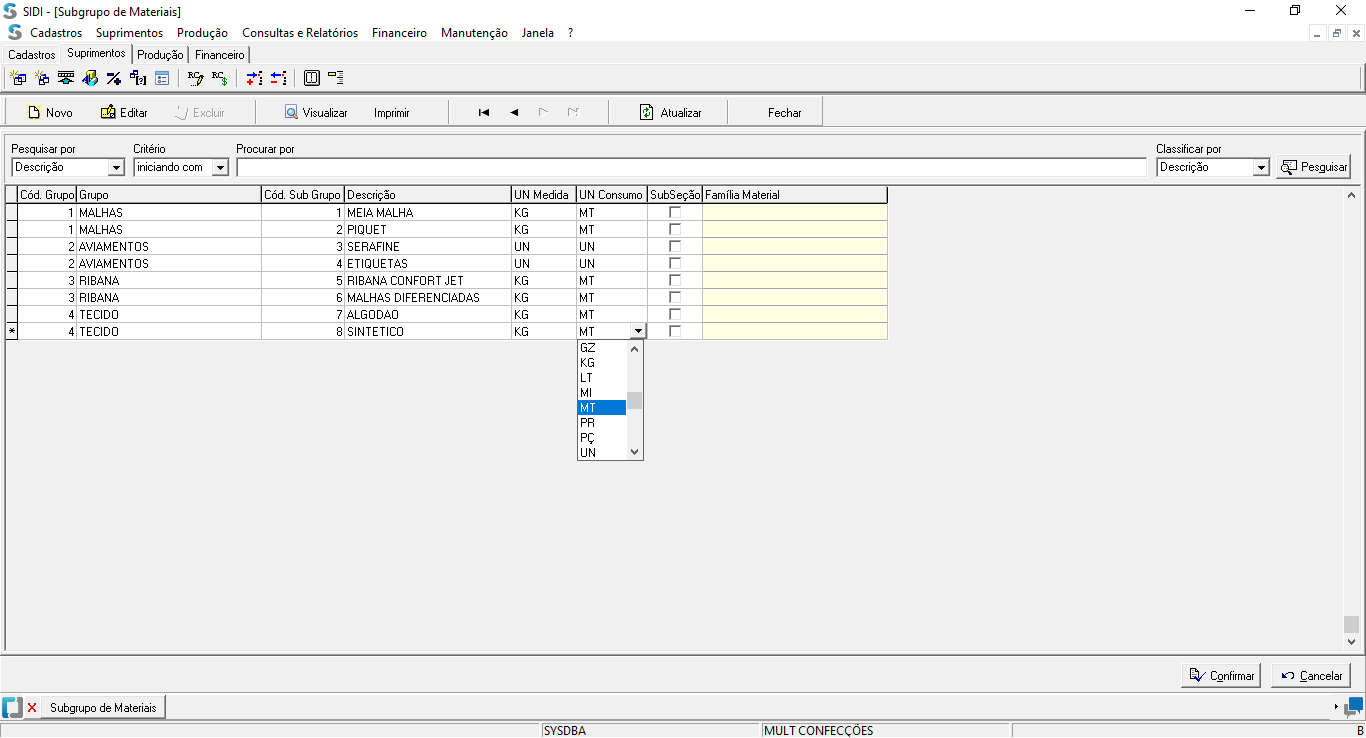 SIDI - [Subgrupo de Materiais]
Cadastros Suprimentos Produção Consultas e Relatórios Financeiro Manutenção Janela ?
Cadastros Suprimentos Produção Financeiro
Novo Editar Excluir Visualizar Imprimir Atualizar Fechar
Pesquisar por Critério Procurar por Classificar por
Descrição iniciando com Descrição Pesquisar
Cód. Grupo Grupo Cód. Sub Grupo Descrição UN Medida UN Consumo SubSeção Família Material
1 MALHAS 1 MEIA MALHA KG MT
1 MALHAS 2 PIQUET KG MT
2 AVIAMENTOS 3 SERAFINE UN UN
2 AVIAMENTOS 4 ETIQUETAS UN UN
3 RIBANA 5 RIBANA CONFORT JET KG MT
3 RIBANA 6 MALHAS DIFERENCIADAS KG MT
4 TECIDO 7 ALGODAO KG MT
* 4 TECIDO 8 SINTETICO KG MT
GZ
KG
LT
MI
MT
PR
PÇ
UN
Confirmar Cancelar
Subgrupo de Materiais
SYSDBA MULT CONFECÇÕES B